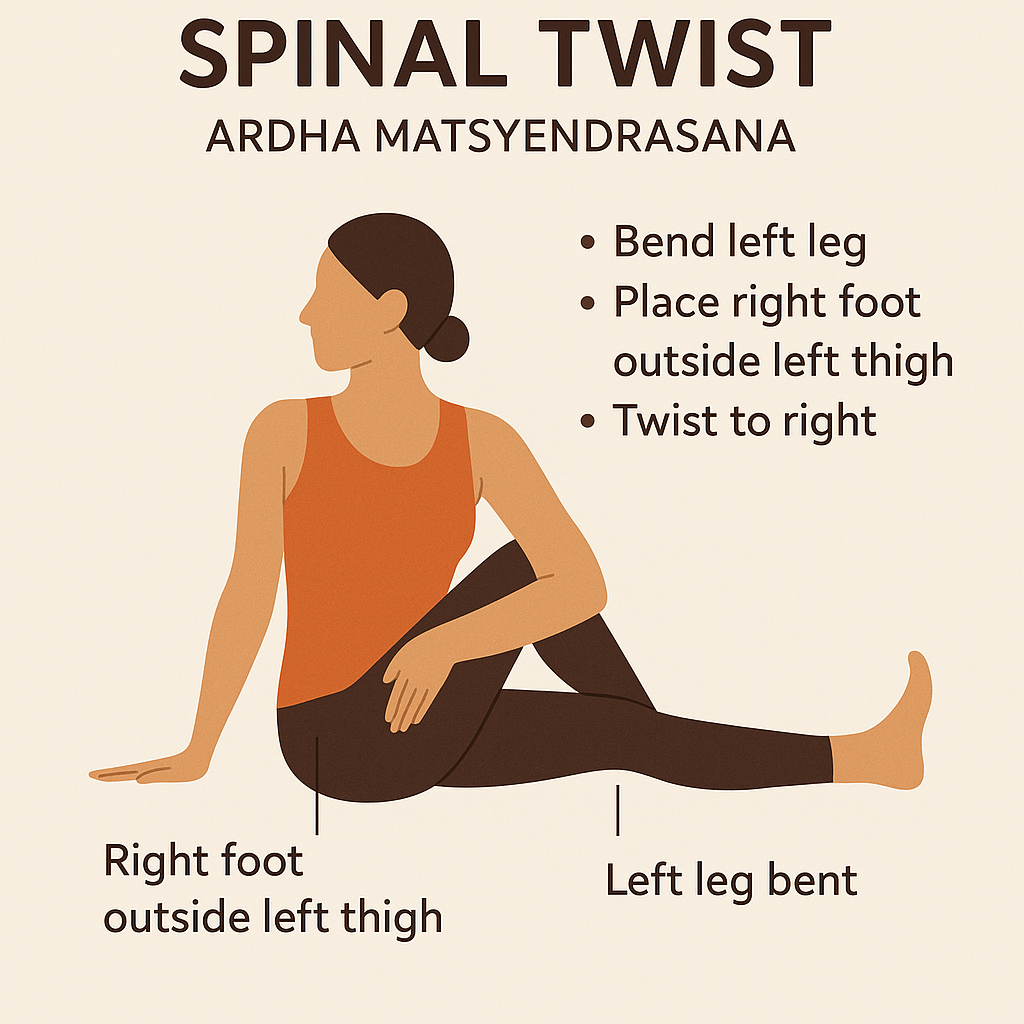 SPINAL TWIST
ARDHA MATSYENDRASANA
• Bend left leg
• Place right foot
outside left thigh
• Twist to right
Right foot
outside left thigh
Left leg bent